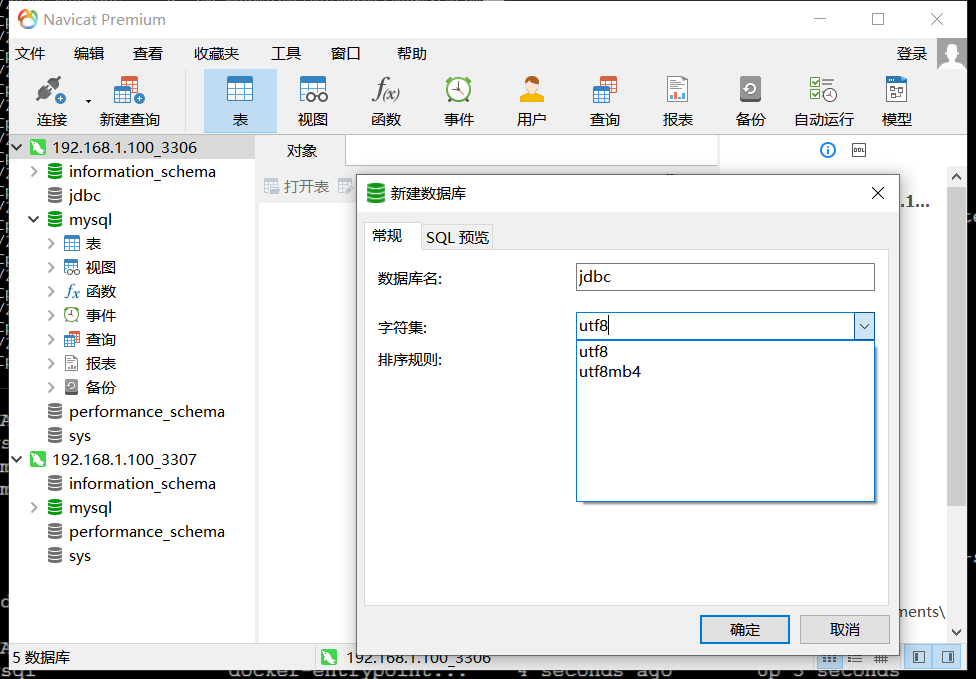 Navicat Premium
文件 编辑 查看 收藏夹 工具 窗口 帮助 登录
连接 新建查询 表 视图 函数 事件 用户 查询 报表 备份 自动运行 模型
192.168.1.100_3306
information_schema
jdbc
mysql
表
视图
函数
事件
查询
报表
备份
performance_schema
sys
192.168.1.100_3307
information_schema
mysql
performance_schema
sys
对象
打开表
.1...
新建数据库
常规 SQL 预览
数据库名: jdbc
字符集: utf8
排序规则:
utf8
utf8mb4
ments\
确定 取消
5 数据库 192.168.1.100_3306
docker-entrypoint... 4 seconds ago Up 3 seconds